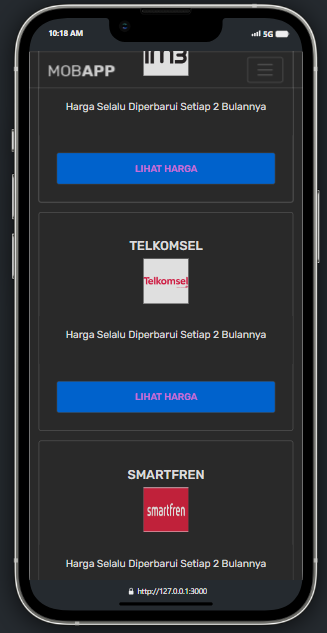 10:18 AM
5G
IM3
MOBAPP
Harga Selalu Diperbarui Setiap 2 Bulannya
LIHAT HARGA
TELKOMSEL
Telkomsel
Harga Selalu Diperbarui Setiap 2 Bulannya
LIHAT HARGA
SMARTFREN
smartfren
Harga Selalu Diperbarui Setiap 2 Bulannya
http://127.0.0.1:3000